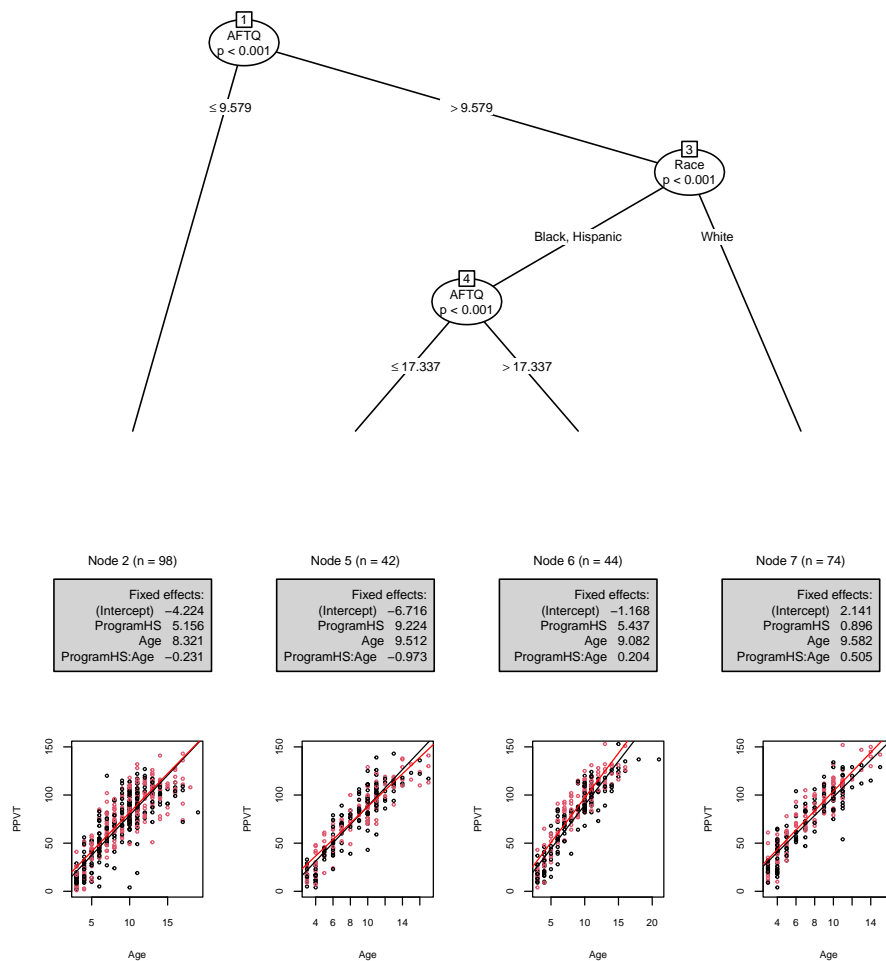 1
AFTQ
p < 0.001
≤ 9.579
> 9.579
3
Race
p < 0.001
Black, Hispanic
White
4
AFTQ
p < 0.001
≤ 17.337
> 17.337
Node 2 (n = 98)
Fixed effects:
(Intercept) −4.224
ProgramHS 5.156
Age 8.321
ProgramHS:Age −0.231
Node 5 (n = 42)
Fixed effects:
(Intercept) −6.716
ProgramHS 9.224
Age 9.512
ProgramHS:Age −0.973
Node 6 (n = 44)
Fixed effects:
(Intercept) −1.168
ProgramHS 5.437
Age 9.082
ProgramHS:Age 0.204
Node 7 (n = 74)
Fixed effects:
(Intercept) 2.141
ProgramHS 0.896
Age 9.582
ProgramHS:Age 0.505
PPVT
0 50 100 150
5 15
Age
PPVT
0 50 100 150
4 6 8 10 14
Age
PPVT
0 50 100 150
5 10 15 20
Age
PPVT
0 50 100 150
4 6 8 10 14
Age